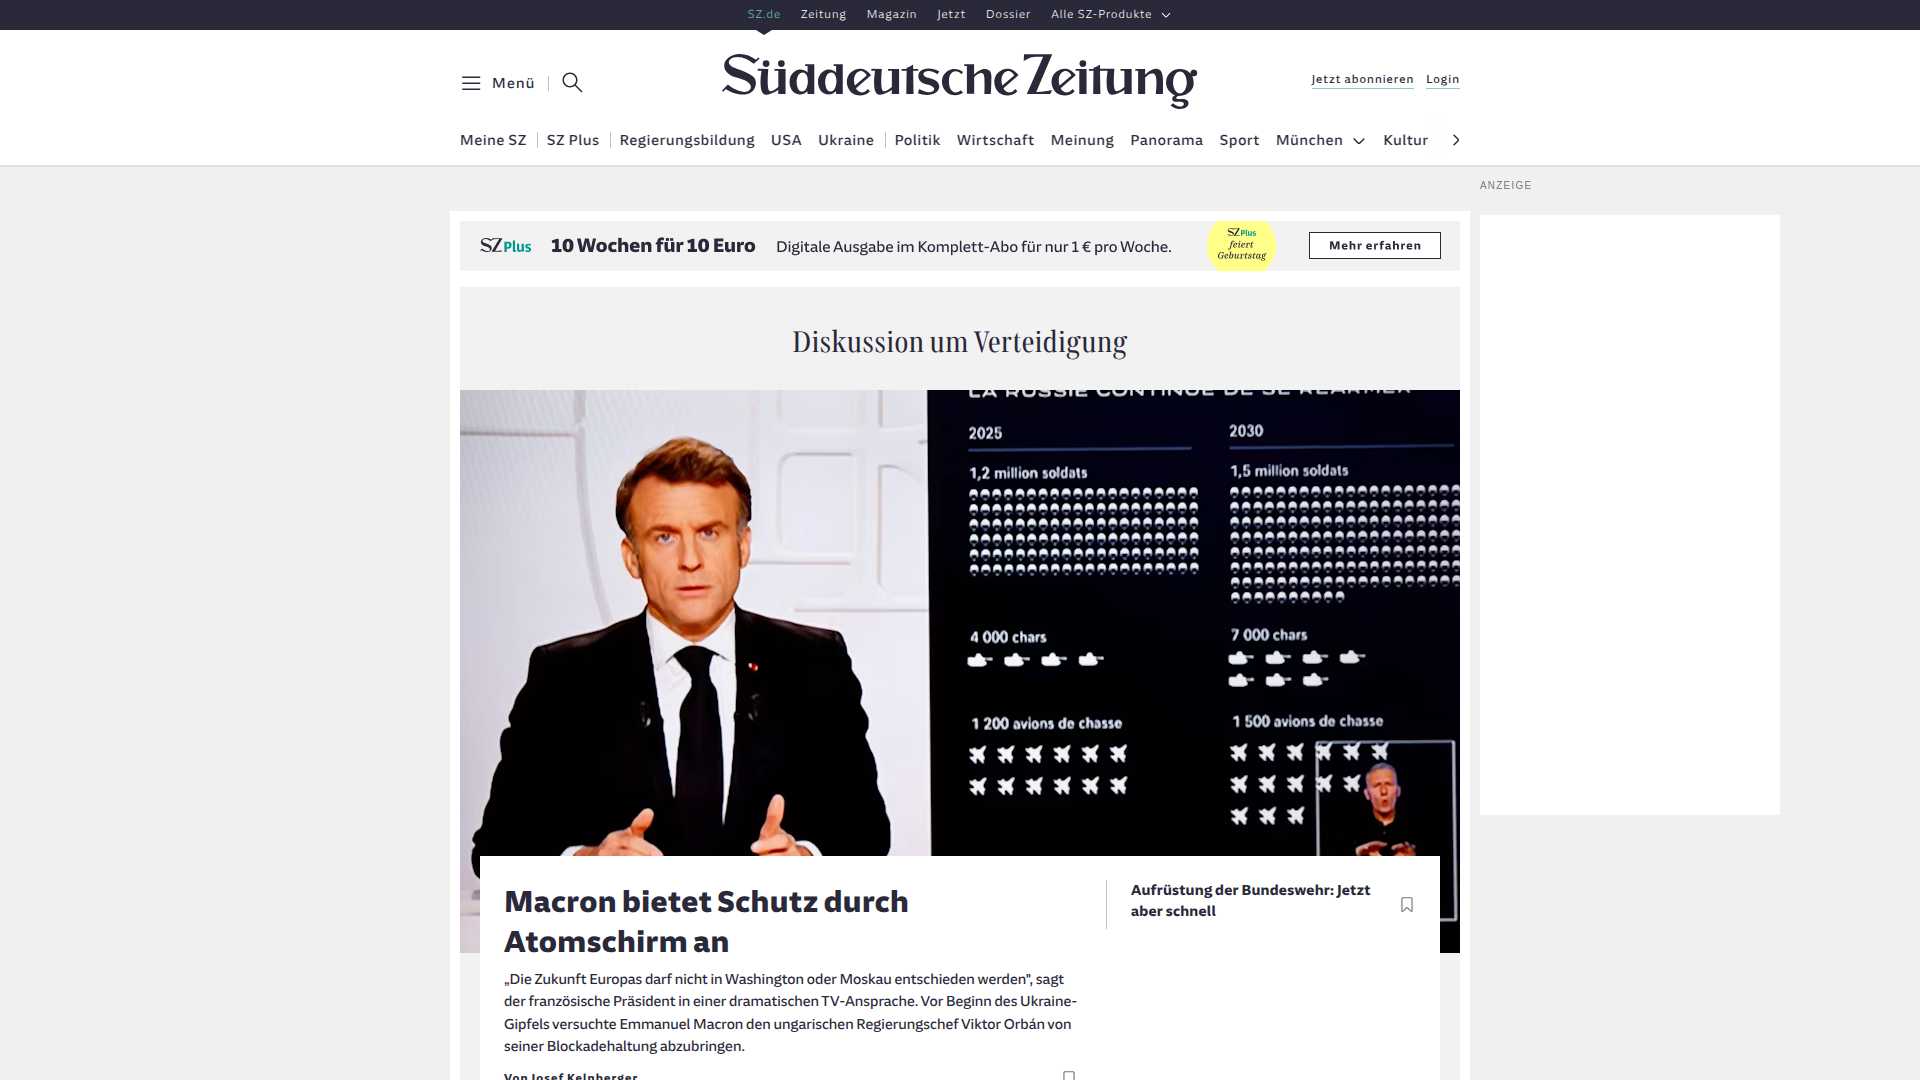 SZ.de Zeitung Magazin Jetzt Dossier Alle SZ-Produkte
Menü
Süddeutsche Zeitung
Jetzt abonnieren Login
Meine SZ SZ Plus Regierungsbildung USA Ukraine Politik Wirtschaft Meinung Panorama Sport München Kultur
ANZEIGE
SZ Plus 10 Wochen für 10 Euro Digitale Ausgabe im Komplett-Abo für nur 1 € pro Woche.
SZ Plus
feiert
Geburtstag
Mehr erfahren
Diskussion um Verteidigung
LA RUSSIE CONTINUE DE SE RÉARMER
2025
1,2 million soldats
4 000 chars
1 200 avions de chasse
2030
1,5 million soldats
7 000 chars
1 500 avions de chasse
Macron bietet Schutz durch
Atomschirm an
„Die Zukunft Europas darf nicht in Washington oder Moskau entschieden werden", sagt
der französische Präsident in einer dramatischen TV-Ansprache. Vor Beginn des Ukraine-
Gipfels versuchte Emmanuel Macron den ungarischen Regierungschef Viktor Orbán von
seiner Blockadehaltung abzubringen.
Von Josef Kelnberger
Aufrüstung der Bundeswehr: Jetzt
aber schnell